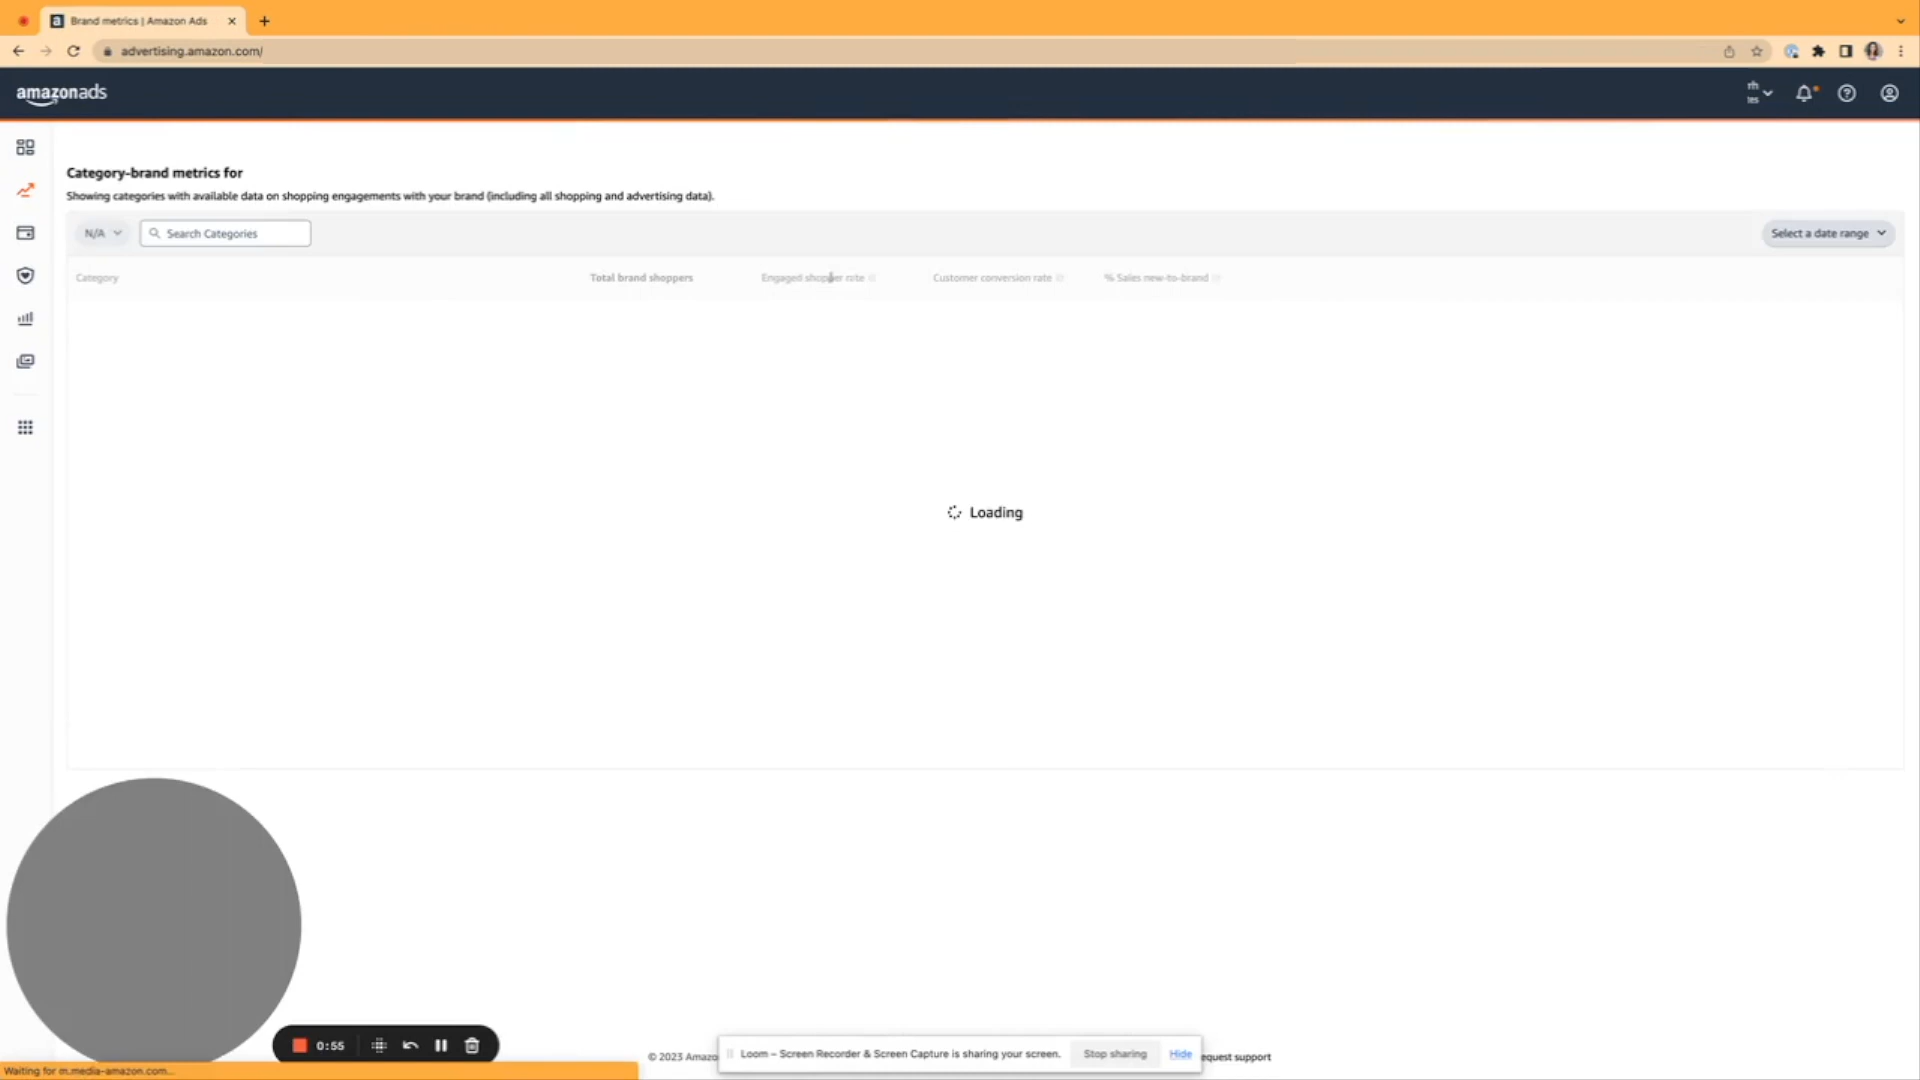 Brand metrics | Amazon Ads
advertising.amazon.com/
amazonads
Category-brand metrics for
Showing categories with available data on shopping engagements with your brand (including all shopping and advertising data).
N/A
Search Categories
Select a date range
Category
Total brand shoppers
Engaged shopper rate
Customer conversion rate
% Sales new-to-brand
Loading
0:55
© 2023 Amazo
Loom – Screen Recorder & Screen Capture is sharing your screen.
Stop sharing
Hide
equest support
Waiting for m.media-amazon.com...